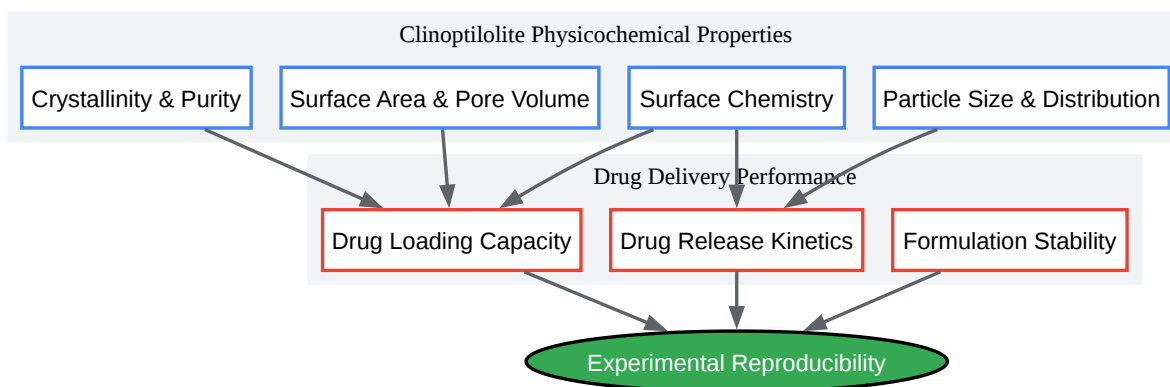 Clinoptilolite Physicochemical Properties
Crystallinity & Purity
Surface Area & Pore Volume
Surface Chemistry
Particle Size & Distribution
Drug Delivery Performance
Drug Loading Capacity
Drug Release Kinetics
Formulation Stability
Experimental Reproducibility